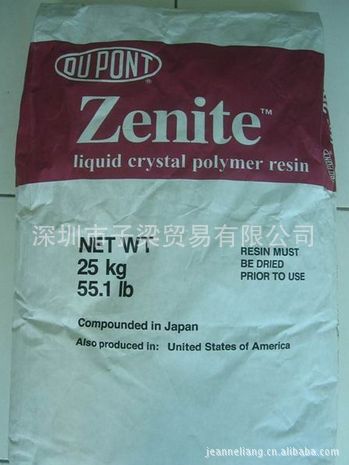 DU PONT
®
Zenite™
liquid crystal polymer resin
深圳市子梁贸易有限公司
NET WT
25 kg
55.1 lb
RESIN MUST
BE DRIED
PRIOR TO USE
Compounded in Japan
Also produced in: United States of America
jeanneliang@cn.alibaba.com